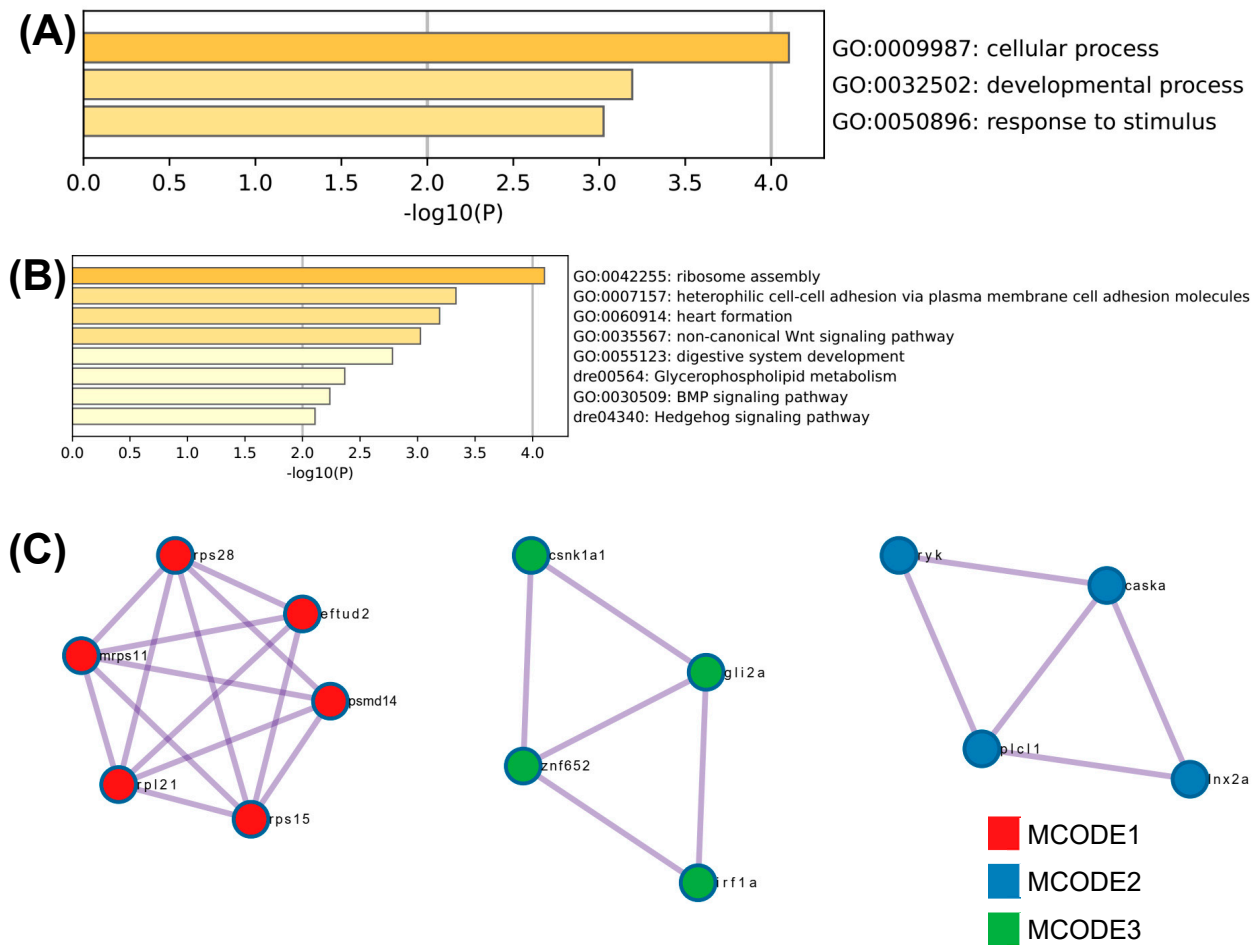 (A)
GO:0009987: cellular process
GO:0032502: developmental process
GO:0050896: response to stimulus
0.0 0.5 1.0 1.5 2.0 2.5 3.0 3.5 4.0
-log10(P)
(B)
GO:0042255: ribosome assembly
GO:0007157: heterophilic cell-cell adhesion via plasma membrane cell adhesion molecules
GO:0060914: heart formation
GO:0035567: non-canonical Wnt signaling pathway
GO:0055123: digestive system development
dre00564: Glycerophospholipid metabolism
GO:0030509: BMP signaling pathway
dre04340: Hedgehog signaling pathway
0.0 0.5 1.0 1.5 2.0 2.5 3.0 3.5 4.0
-log10(P)
(C)
rps28
eftud2
mrps11
psmd14
rpl21
rps15
csnk1a1
gli2a
znf652
irf1a
ryk
caska
plcl1
lnx2a
MCODE1
MCODE2
MCODE3